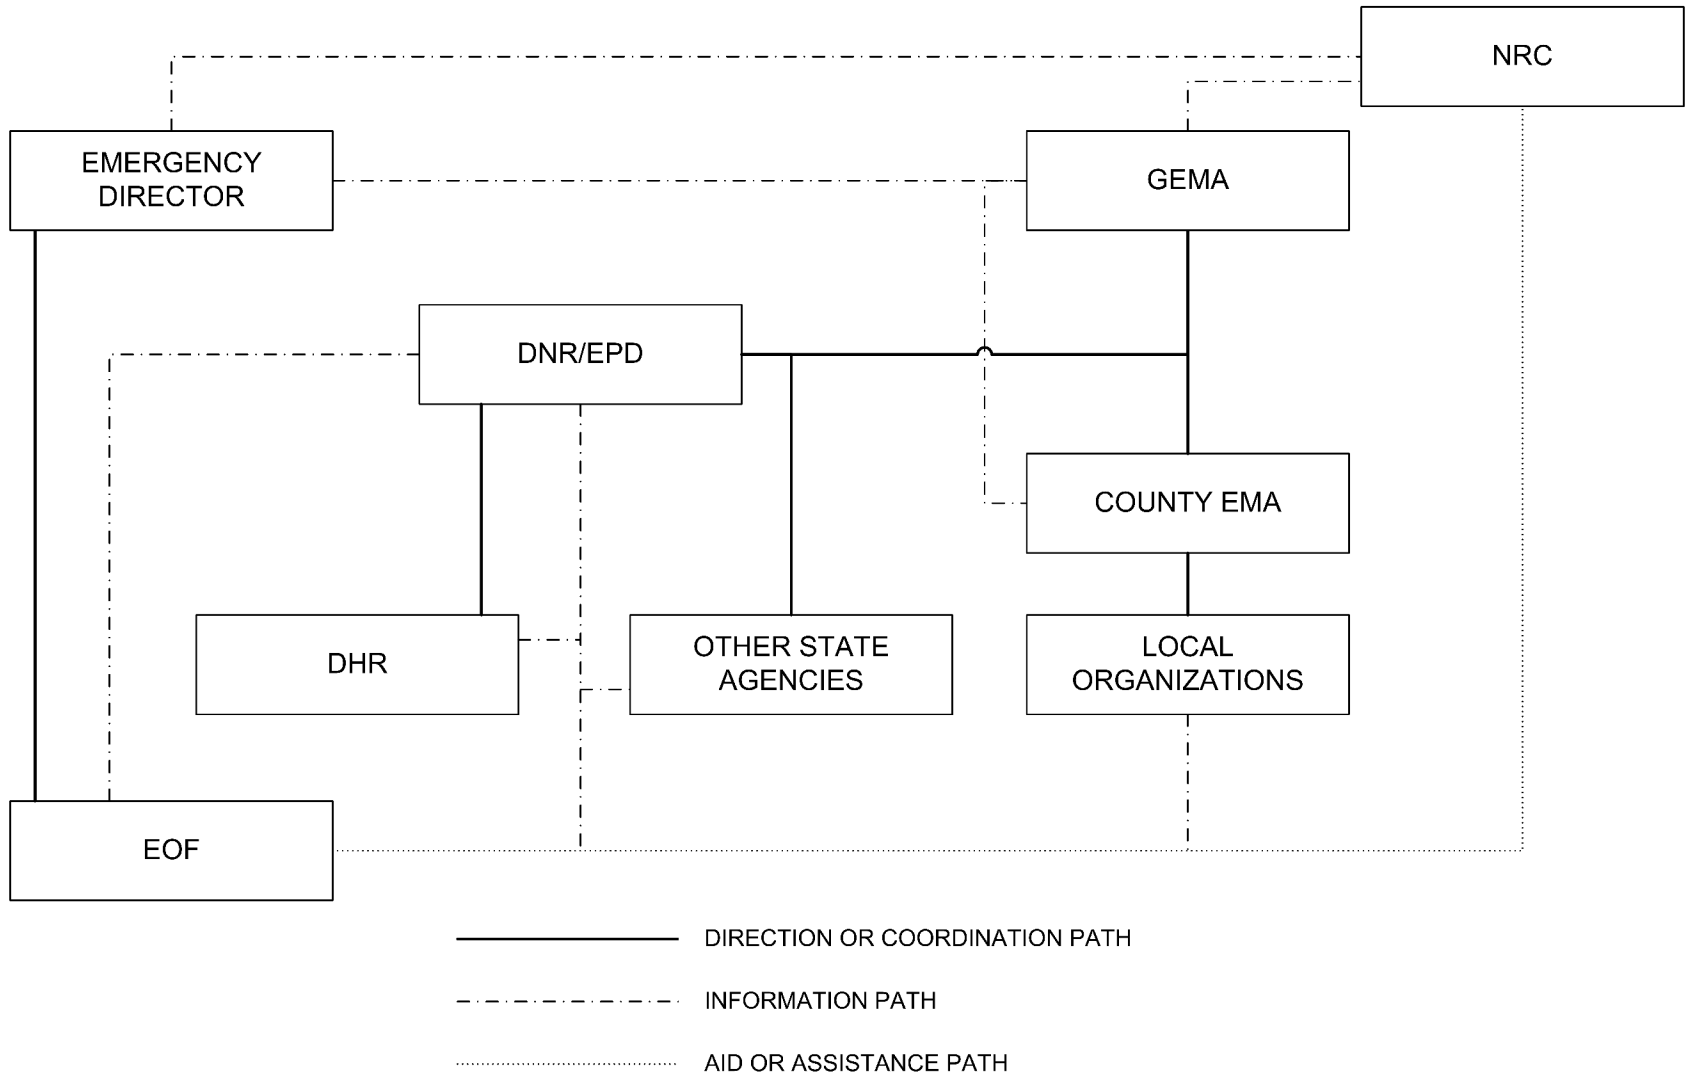 NRC
EMERGENCY
DIRECTOR
GEMA
DNR/EPD
COUNTY EMA
DHR
OTHER STATE
AGENCIES
LOCAL
ORGANIZATIONS
EOF
DIRECTION OR COORDINATION PATH
INFORMATION PATH
AID OR ASSISTANCE PATH